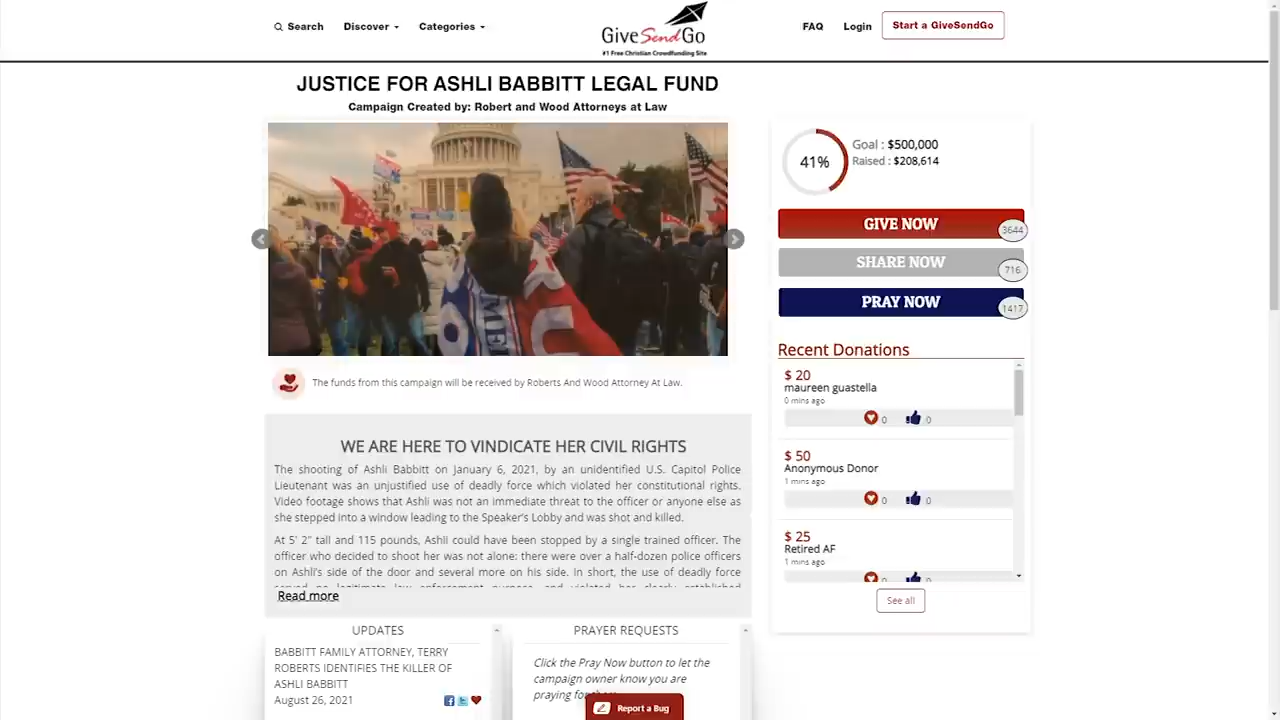 Search
Discover
Categories
GiveSendGo
#1 Free Christian Crowdfunding Site
FAQ
Login
Start a GiveSendGo
JUSTICE FOR ASHLI BABBITT LEGAL FUND
Campaign Created by: Robert and Wood Attorneys at Law
41%
Goal : $500,000
Raised : $208,614
GIVE NOW
3644
SHARE NOW
716
PRAY NOW
1417
The funds from this campaign will be received by Roberts And Wood Attorney At Law.
WE ARE HERE TO VINDICATE HER CIVIL RIGHTS
The shooting of Ashli Babbitt on January 6, 2021, by an unidentified U.S. Capitol Police
Lieutenant was an unjustified use of deadly force which violated her constitutional rights.
Video footage shows that Ashli was not an immediate threat to the officer or anyone else as
she stepped into a window leading to the Speaker's Lobby and was shot and killed.
At 5' 2" tall and 115 pounds, Ashli could have been stopped by a single trained officer. The
officer who decided to shoot her was not alone: there were over a half-dozen police officers
on Ashli's side of the door and several more on his side. In short, the use of deadly force
Read more
Recent Donations
$ 20
maureen guastella
0 mins ago
0 0
$ 50
Anonymous Donor
1 mins ago
0 0
$ 25
Retired AF
1 mins ago
0 0
See all
UPDATES
BABBITT FAMILY ATTORNEY, TERRY
ROBERTS IDENTIFIES THE KILLER OF
ASHLI BABBITT
August 26, 2021
PRAYER REQUESTS
Click the Pray Now button to let the
campaign owner know you are
praying for
Report a Bug